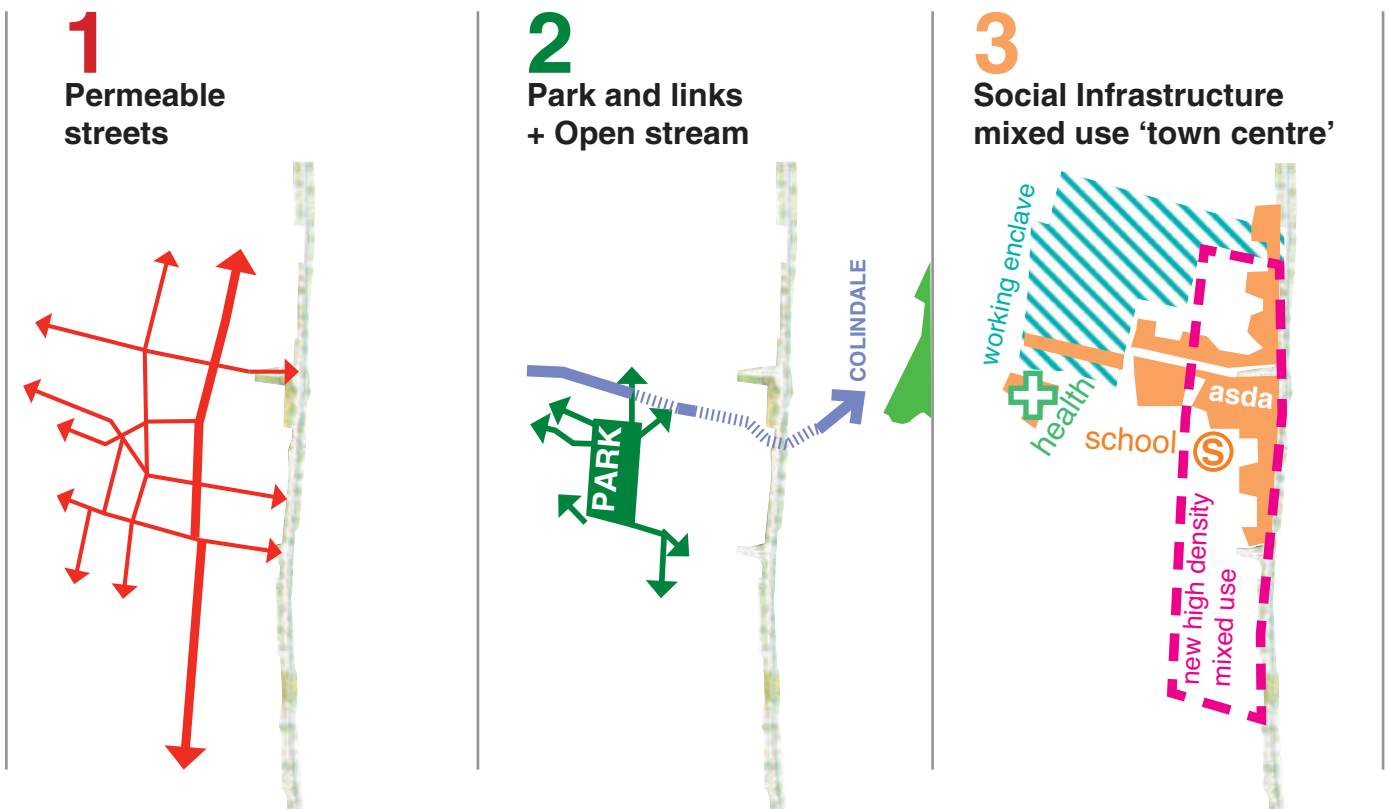 1
Permeable
streets
2
Park and links
+ Open stream
COLINDALE
PARK
3
Social Infrastructure
mixed use ‘town centre’
working enclave
health
school
S
asda
new high density
mixed use